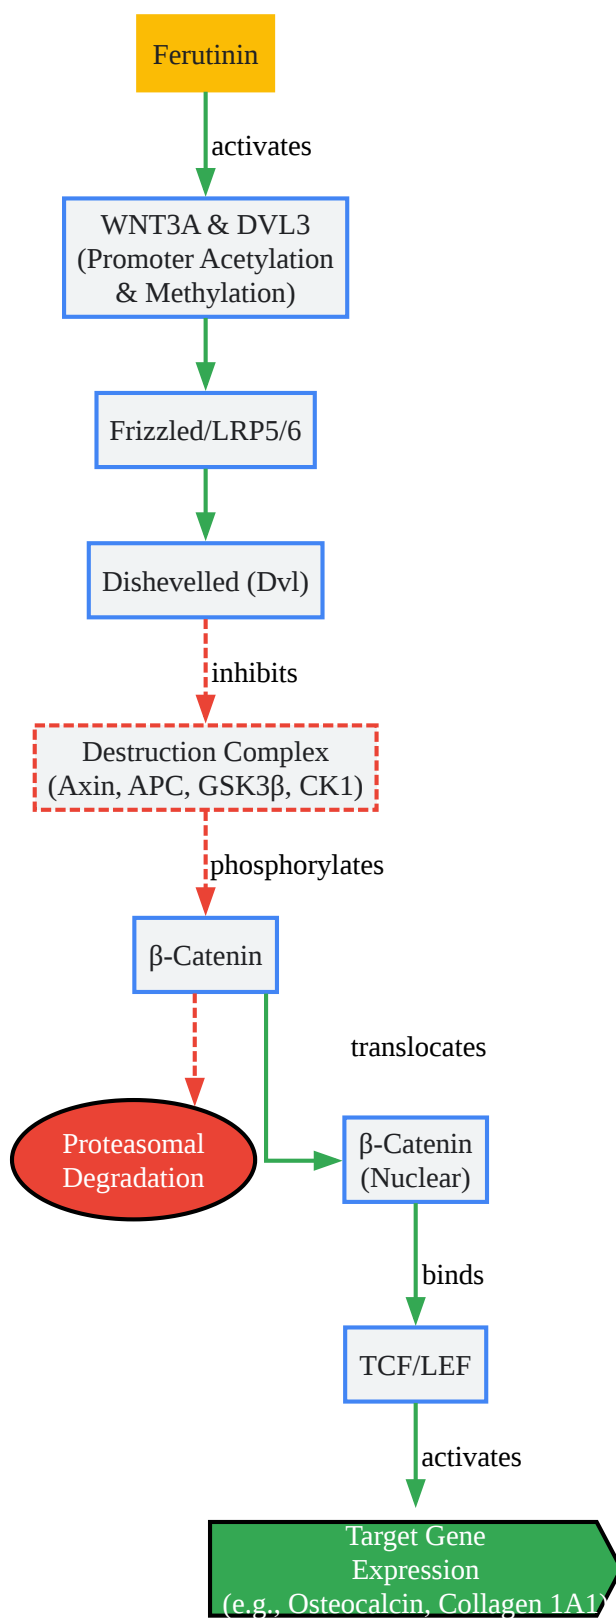 Ferutinin
activates
WNT3A & DVL3
(Promoter Acetylation
& Methylation)
Frizzled/LRP5/6
Dishevelled (Dvl)
inhibits
Destruction Complex
(Axin, APC, GSK3β, CK1)
phosphorylates
β-Catenin
translocates
Proteasomal
Degradation
β-Catenin
(Nuclear)
binds
TCF/LEF
activates
Target Gene
Expression
(e.g., Osteocalcin, Collagen 1A1)